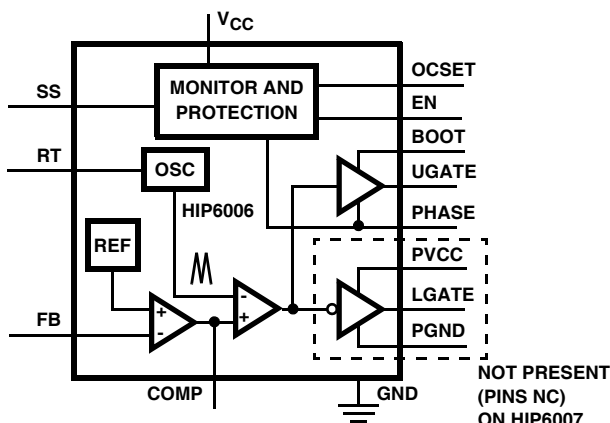 VCC
MONITOR AND
PROTECTION
OCSET
SS
EN
BOOT
RT
OSC
UGATE
HIP6006
PHASE
REF
PVCC
+
-
-
+
LGATE
FB
PGND
COMP
GND
NOT PRESENT
(PINS NC)
ON HIP6007